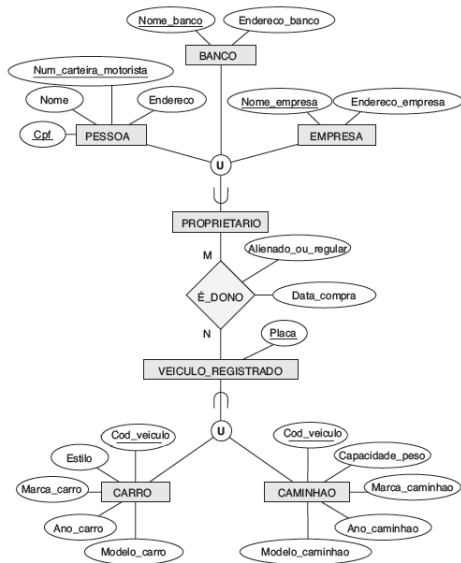 Nome_banco
Endereco_banco
BANCO
Num_carteira_motorista
Nome
Endereco
Cpf
PESSOA
Nome_empresa
Endereco_empresa
EMPRESA
U
PROPRIETARIO
M
Alienado_ou_regular
É_DONO
Data_compra
N
Placa
VEICULO_REGISTRADO
U
Cod_veiculo
Estilo
Marca_carro
CARRO
Ano_carro
Modelo_carro
Cod_veiculo
Capacidade_peso
Marca_caminhao
CAMINHAO
Ano_caminhao
Modelo_caminhao